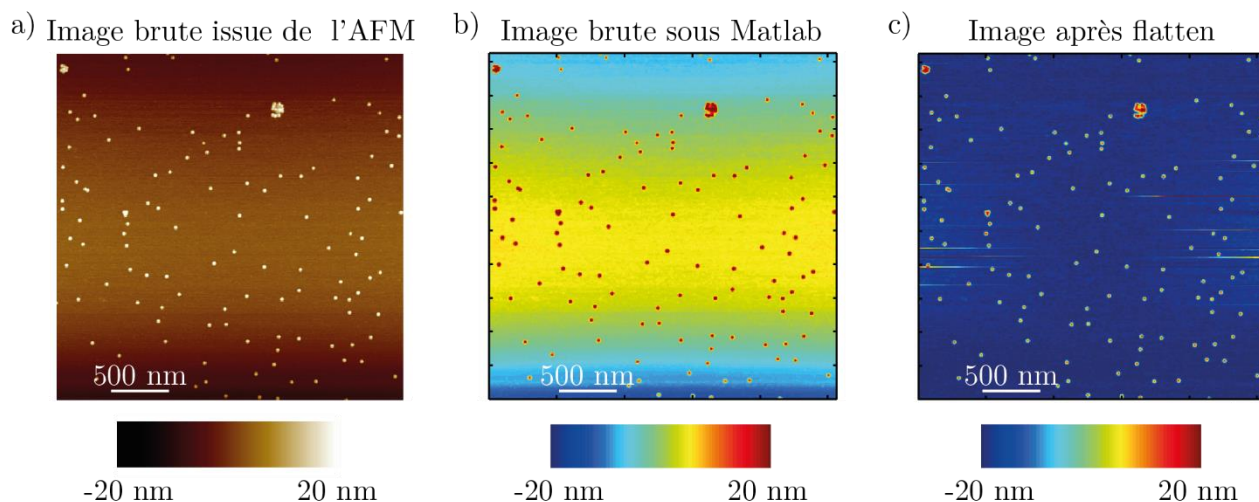 a) Image brute issue de l'AFM
b) Image brute sous Matlab
c) Image après flatten
500 nm
500 nm
500 nm
-20 nm 20 nm
-20 nm 20 nm
-20 nm 20 nm